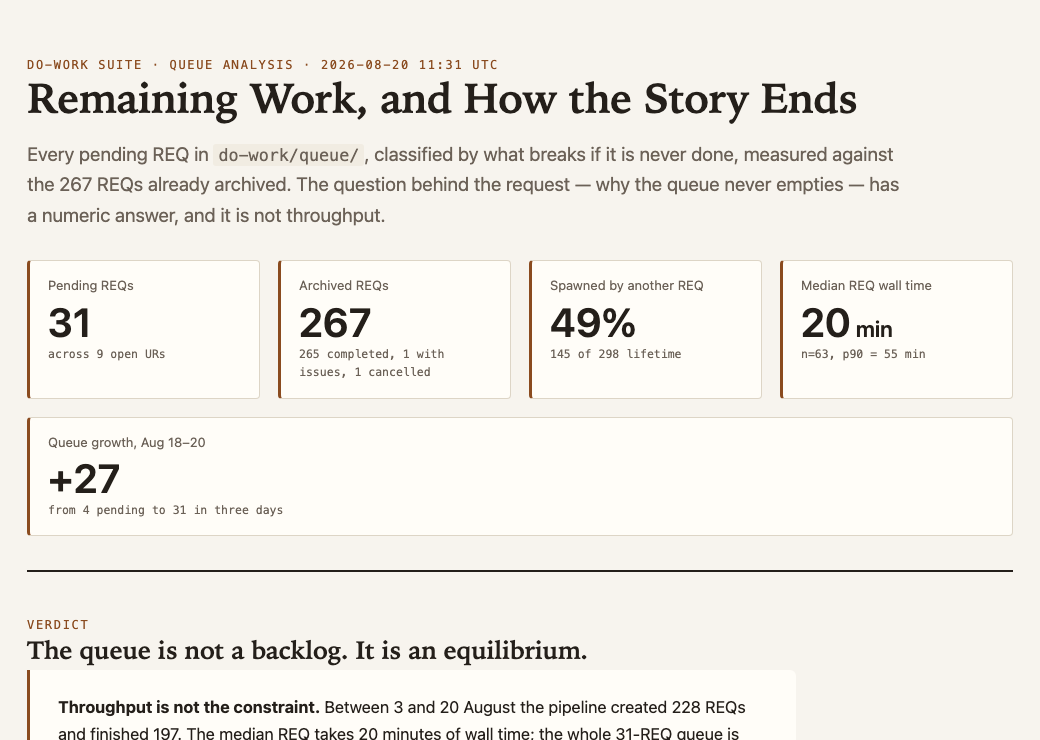 DO-WORK SUITE · QUEUE ANALYSIS · 2026-08-20 11:31 UTC
Remaining Work, and How the Story Ends
Every pending REQ in do-work/queue/, classified by what breaks if it is never done, measured against
the 267 REQs already archived. The question behind the request — why the queue never empties — has
a numeric answer, and it is not throughput.
Pending REQs
31
across 9 open URs
Archived REQs
267
265 completed, 1 with
issues, 1 cancelled
Spawned by another REQ
49%
145 of 298 lifetime
Median REQ wall time
20 min
n=63, p90 = 55 min
Queue growth, Aug 18–20
+27
from 4 pending to 31 in three days
VERDICT
The queue is not a backlog. It is an equilibrium.
Throughput is not the constraint. Between 3 and 20 August the pipeline created 228 REQs
and finished 197. The median REQ takes 20 minutes of wall time; the whole 31-REQ queue is